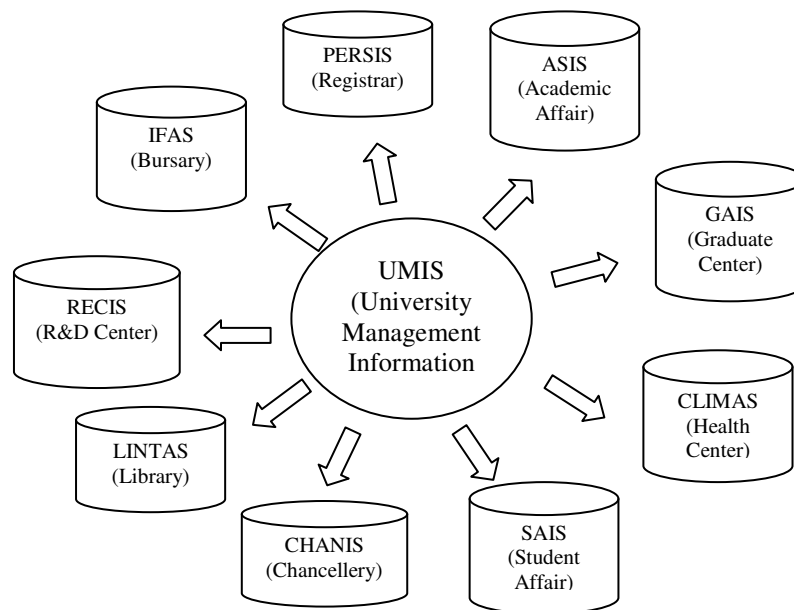 PERSIS
(Registrar)
ASIS
(Academic
Affair)
IFAS
(Bursary)
GAIS
(Graduate
Center)
UMIS
(University
Management
Information
RECIS
(R&D Center)
CLIMAS
(Health
Center)
LINTAS
(Library)
CHANIS
(Chancellery)
SAIS
(Student
Affair)